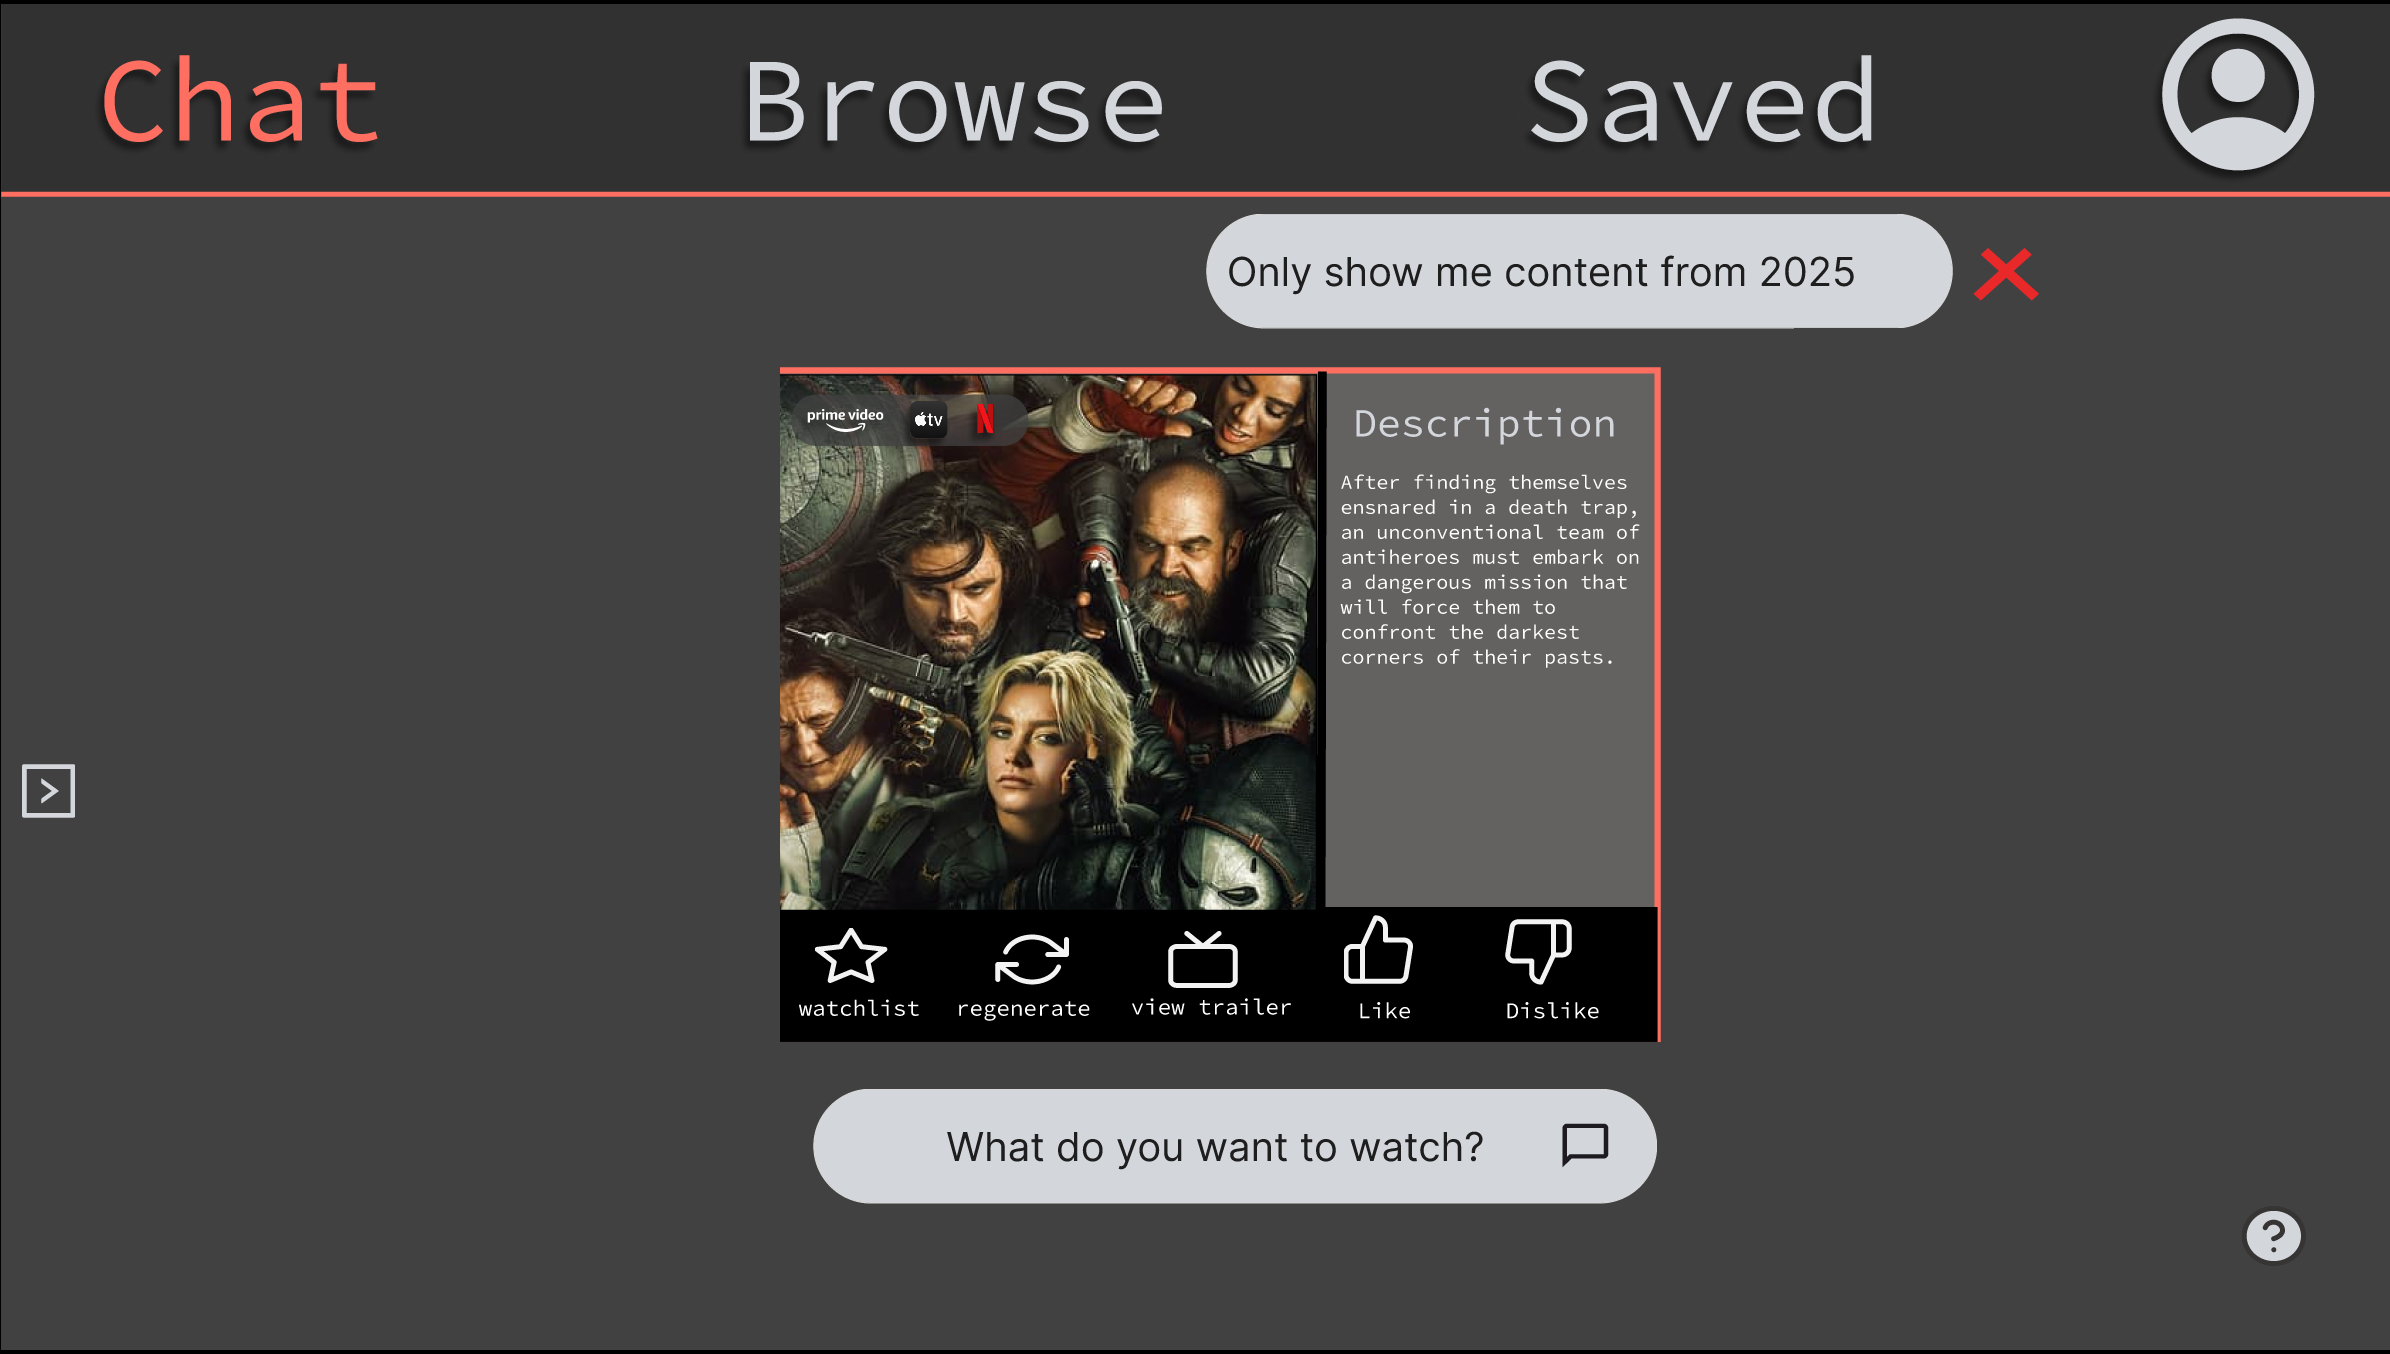 Chat Browse Saved
Only show me content from 2025
prime video tv N
Description
After finding themselves
ensnared in a death trap,
an unconventional team of
antiheroes must embark on
a dangerous mission that
will force them to
confront the darkest
corners of their pasts.
>
watchlist regenerate view trailer Like Dislike
What do you want to watch?
?